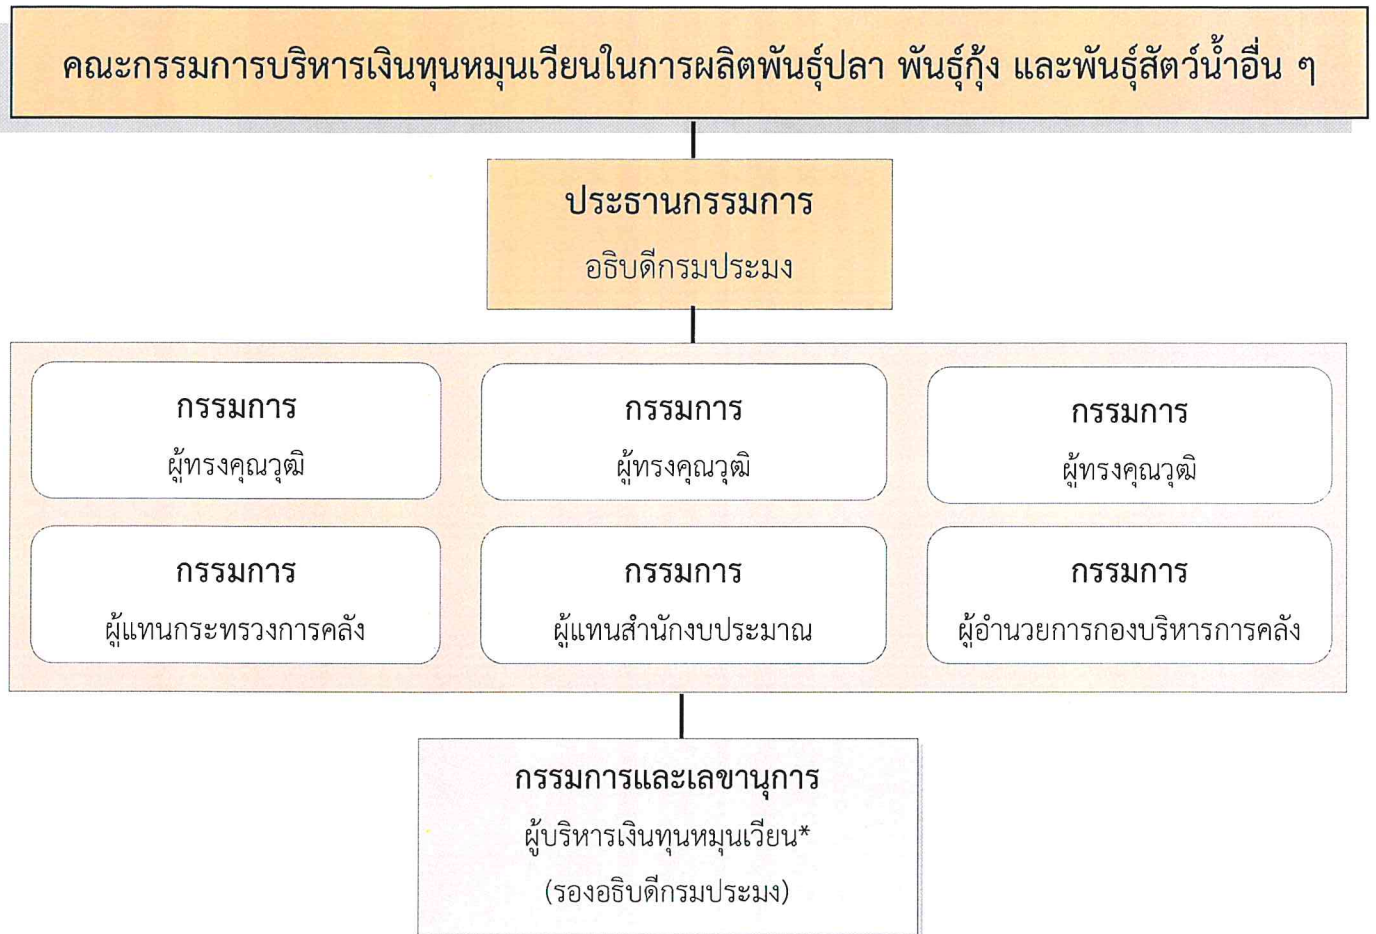 คณะกรรมการบริหารเงินทุนหมุนเวียนในการผลิตพันธุ์ปลา พันธุ์กุ้ง และพันธุ์สัตว์น้ำอื่น ๆ
ประธานกรรมการ
อธิบดีกรมประมง
กรรมการ
ผู้ทรงคุณวุฒิ
กรรมการ
ผู้ทรงคุณวุฒิ
กรรมการ
ผู้ทรงคุณวุฒิ
กรรมการ
ผู้แทนกระทรวงการคลัง
กรรมการ
ผู้แทนสำนักงบประมาณ
กรรมการ
ผู้อำนวยการกองบริหารการคลัง
กรรมการและเลขานุการ
ผู้บริหารเงินทุนหมุนเวียน*
(รองอธิบดีกรมประมง)